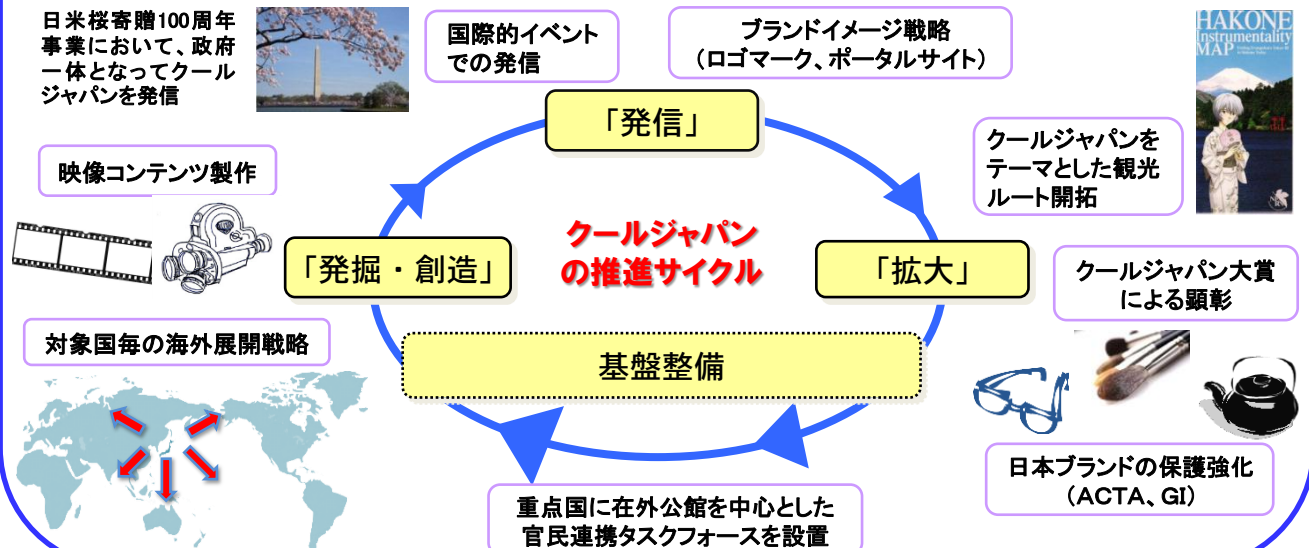 日米桜寄贈100周年
事業において、政府
一体となってクール
ジャパンを発信
国際的イベント
での発信
ブランドイメージ戦略
（ロゴマーク、ポータルサイト）
HAKONE
Instrumentality
MAP
「発信」
クールジャパンを
テーマとした観光
ルート開拓
映像コンテンツ製作
クールジャパン
の推進サイクル
「発掘・創造」
「拡大」
クールジャパン大賞
による顕彰
対象国毎の海外展開戦略
基盤整備
日本ブランドの保護強化
（ACTA、GI）
重点国に在外公館を中心とした
官民連携タスクフォースを設置